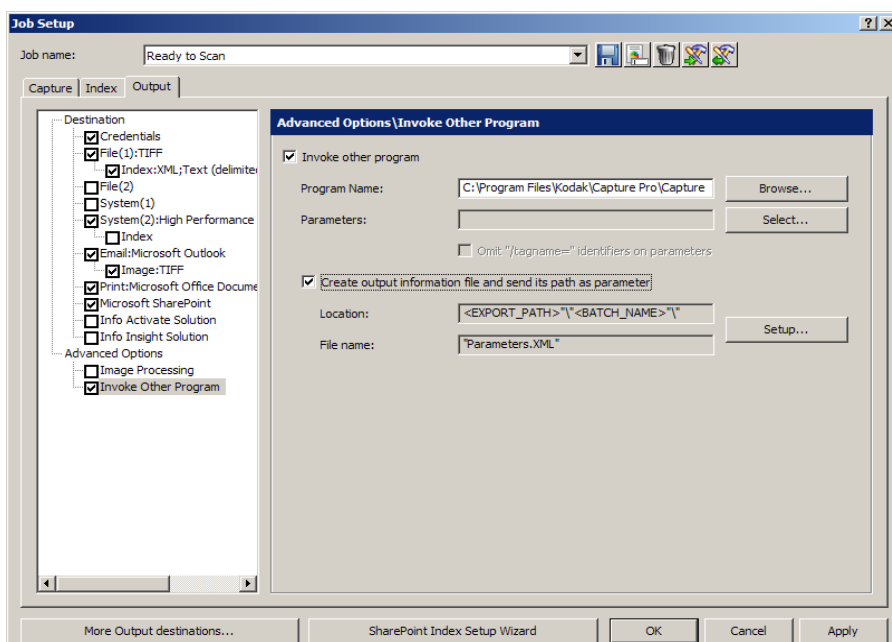 Job Setup
Job name:
Ready to Scan
Capture
Index
Output
Destination
Credentials
File(1):TIFF
Index:XML;Text (delimite
File(2)
System(1)
System(2):High Performance
Index
Email:Microsoft Outlook
Image:TIFF
Print:Microsoft Office Docume
Microsoft SharePoint
Info Activate Solution
Info Insight Solution
Advanced Options
Image Processing
Invoke Other Program
Advanced Options\Invoke Other Program
Invoke other program
Program Name:
C:\Program Files\Kodak\Capture Pro\Capture
Browse...
Parameters:
Select...
Omit "/tagname=" identifiers on parameters
Create output information file and send its path as parameter
Location:
<EXPORT_PATH>"\"<BATCH_NAME>"\"
Setup...
File name:
"Parameters.XML"
More Output destinations...
SharePoint Index Setup Wizard
OK
Cancel
Apply